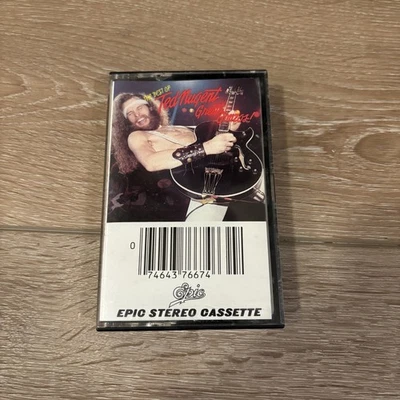 THE BEST OF
Ted Nugent
Great Gonzos!
0
74643 76674
Epic
EPIC STEREO CASSETTE